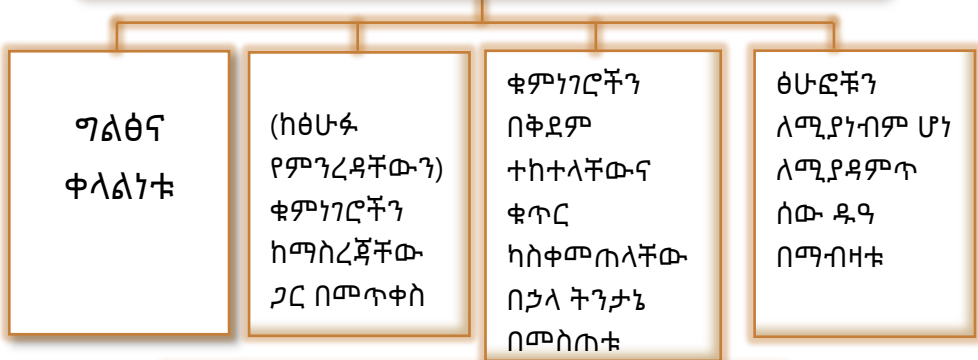 ግልፅና
ቀላልነቱ
(ከፅሁፉ
የምንረዳቸውን)
ቁምነገሮችን
ከማስረጃቸው
ጋር በመጥቀስ
ቁምነገሮችን
በቅደም
ተከተላቸውና
ቁጥር
ካስቀመጠላቸው
በኃላ ትንታኔ
በመስጠቱ
ፅሁፎቹን
ለሚያነብም ሆነ
ለሚያዳምጥ
ሰው ዱዓ
በማብዛቱ